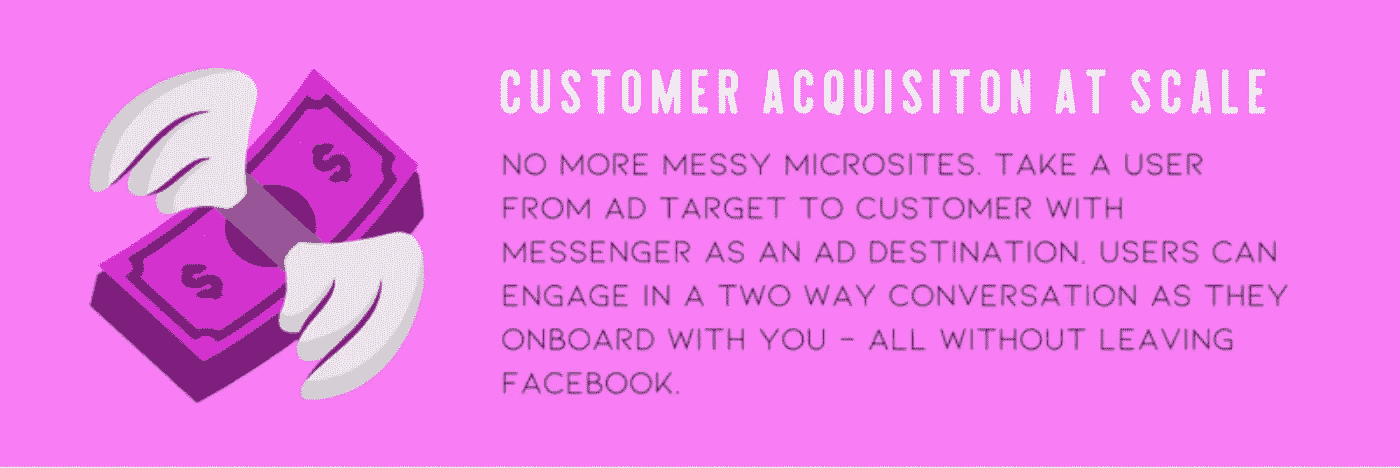 CUSTOMER ACQUISITON AT SCALE
NO MORE MESSY MICROSITES. TAKE A USER
FROM AD TARGET TO CUSTOMER WITH
MESSENGER AS AN AD DESTINATION. USERS CAN
ENGAGE IN A TWO WAY CONVERSATION AS THEY
ONBOARD WITH YOU - ALL WITHOUT LEAVING
FACEBOOK.
$
$